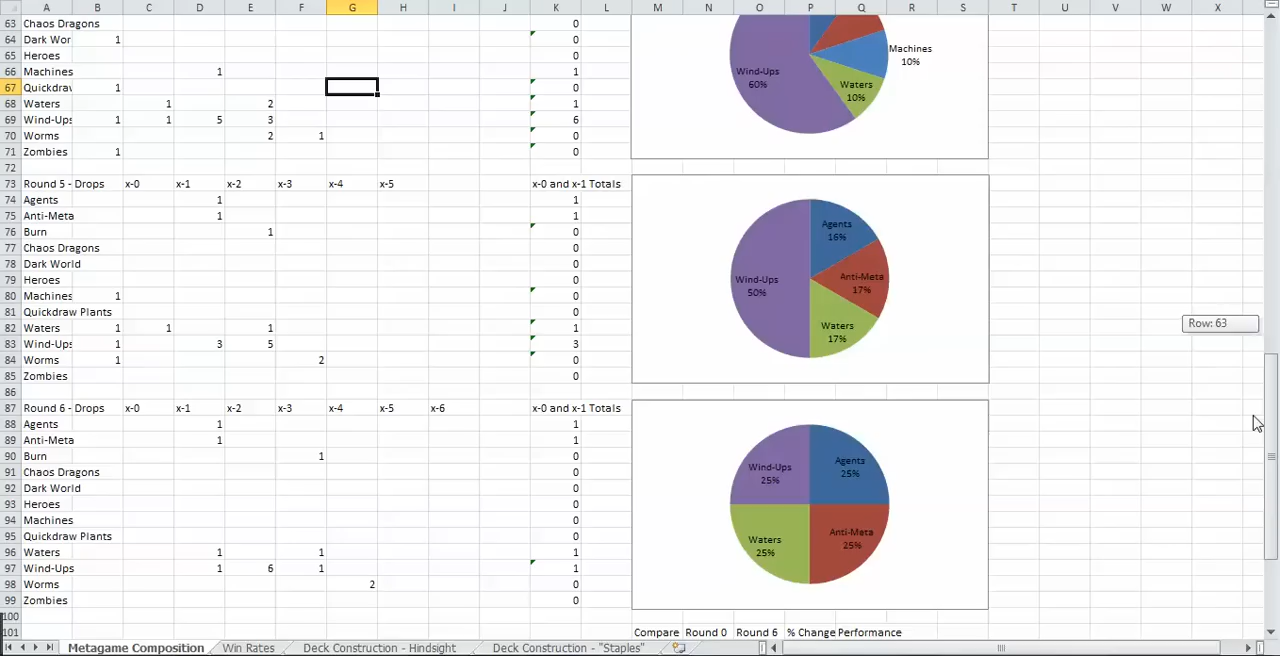 A B C D E F G H I J K L M N O P Q R S T U V W X
63 Chaos Dragons 0
64 Dark Wor 1 0
65 Heroes 0
66 Machines 1 1
67 Quickdraw 1 0
68 Waters 1 2 1
69 Wind-Ups 1 1 5 3 6
70 Worms 2 1 0
71 Zombies 1 0
Machines
10%
Wind-Ups
60%
Waters
10%
72
73 Round 5 - Drops x-0 x-1 x-2 x-3 x-4 x-5 x-0 and x-1 Totals
74 Agents 1 1
75 Anti-Meta 1 1
76 Burn 1 0
77 Chaos Dragons 0
78 Dark World 0
79 Heroes 0
80 Machines 1 0
81 Quickdraw Plants 0
82 Waters 1 1 1 1
83 Wind-Ups 1 3 5 3
84 Worms 1 2 0
85 Zombies 0
Agents
16%
Wind-Ups
50%
Anti-Meta
17%
Waters
17%
Row: 63
86
87 Round 6 - Drops x-0 x-1 x-2 x-3 x-4 x-5 x-6 x-0 and x-1 Totals
88 Agents 1 1
89 Anti-Meta 1 1
90 Burn 1 0
91 Chaos Dragons 0
92 Dark World 0
93 Heroes 0
94 Machines 0
95 Quickdraw Plants 0
96 Waters 1 1 1
97 Wind-Ups 1 6 1 1
98 Worms 2 0
99 Zombies 0
Wind-Ups
25%
Agents
25%
Waters
25%
Anti-Meta
25%
100
101 Compare Round 0 Round 6 % Change Performance
Metagame Composition Win Rates Deck Construction - Hindsight Deck Construction - "Staples"